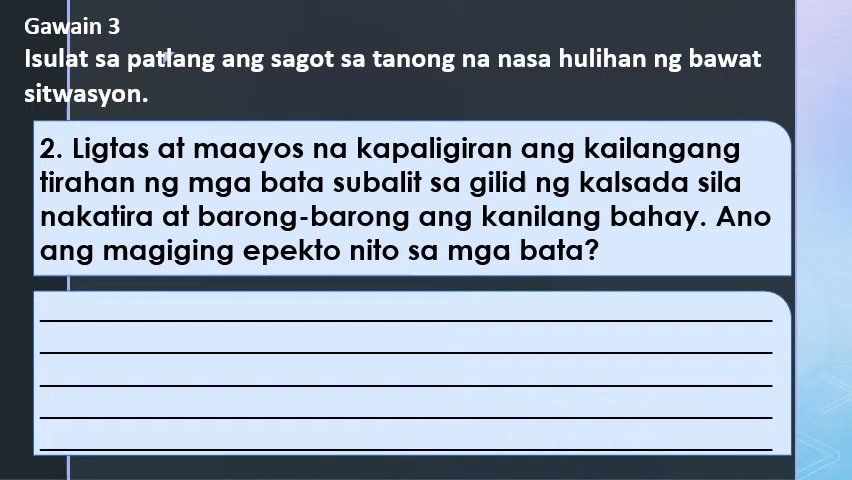 Gawain 3
Isulat sa patlang ang sagot sa tanong na nasa hulihan ng bawat
sitwasyon.
2. Ligtas at maayos na kapaligiran ang kailangang
tirahan ng mga bata subalit sa gilid ng kalsada sila
nakatira at barong-barong ang kanilang bahay. Ano
ang magiging epekto nito sa mga bata?